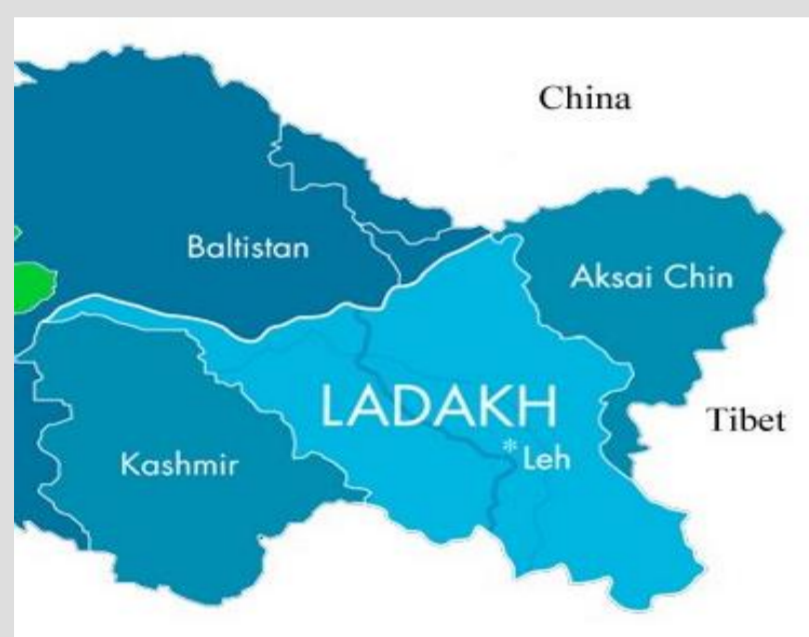 China
Baltistan
Aksai Chin
LADAKH
Tibet
Kashmir
*Leh